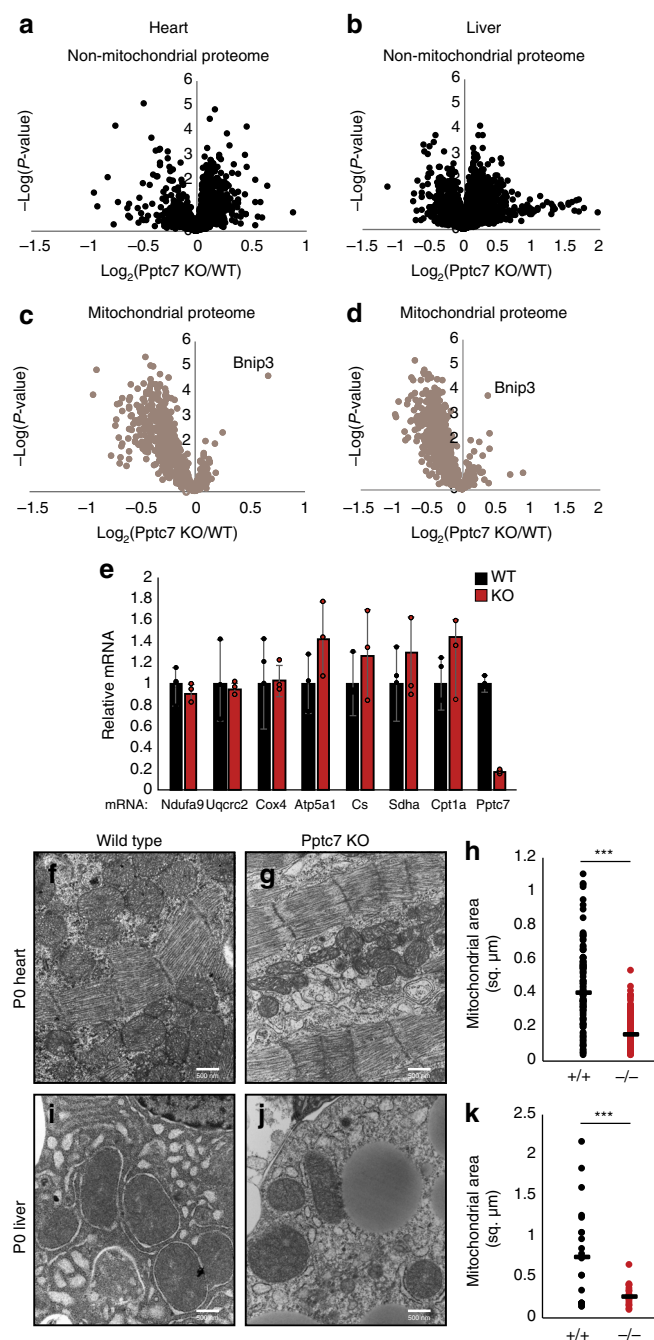 a
Heart
Non-mitochondrial proteome
6
5
4
3
2
1
0
–1.5
–1
–0.5
0
0.5
1
–Log(P-value)
Log2(Pptc7 KO/WT)
b
Liver
Non-mitochondrial proteome
6
5
4
3
2
1
0
–1.5
–1
–0.5
0
0.5
1
1.5
2
–Log(P-value)
Log2(Pptc7 KO/WT)
c
Mitochondrial proteome
Bnip3
6
5
4
3
2
1
0
–1.5
–1
–0.5
0
0.5
1
–Log(P-value)
Log2(Pptc7 KO/WT)
d
Mitochondrial proteome
Bnip3
6
5
4
3
2
1
0
–1.5
–1
–0.5
0
0.5
1
1.5
2
–Log(P-value)
Log2(Pptc7 KO/WT)
e
WT
KO
2
1.8
1.6
1.4
1.2
1
0.8
0.6
0.4
0.2
0
Relative mRNA
mRNA: Ndufa9 Uqcrc2 Cox4 Atp5a1 Cs Sdha Cpt1a Pptc7
Wild type
Pptc7 KO
P0 heart
f
500 nm
g
500 nm
h
***
1.2
1
0.8
0.6
0.4
0.2
0
Mitochondrial area
(sq. μm)
+/+
–/–
P0 liver
i
500 nm
j
500 nm
k
***
2.5
2
1.5
1
0.5
0
Mitochondrial area
(sq. μm)
+/+
–/–